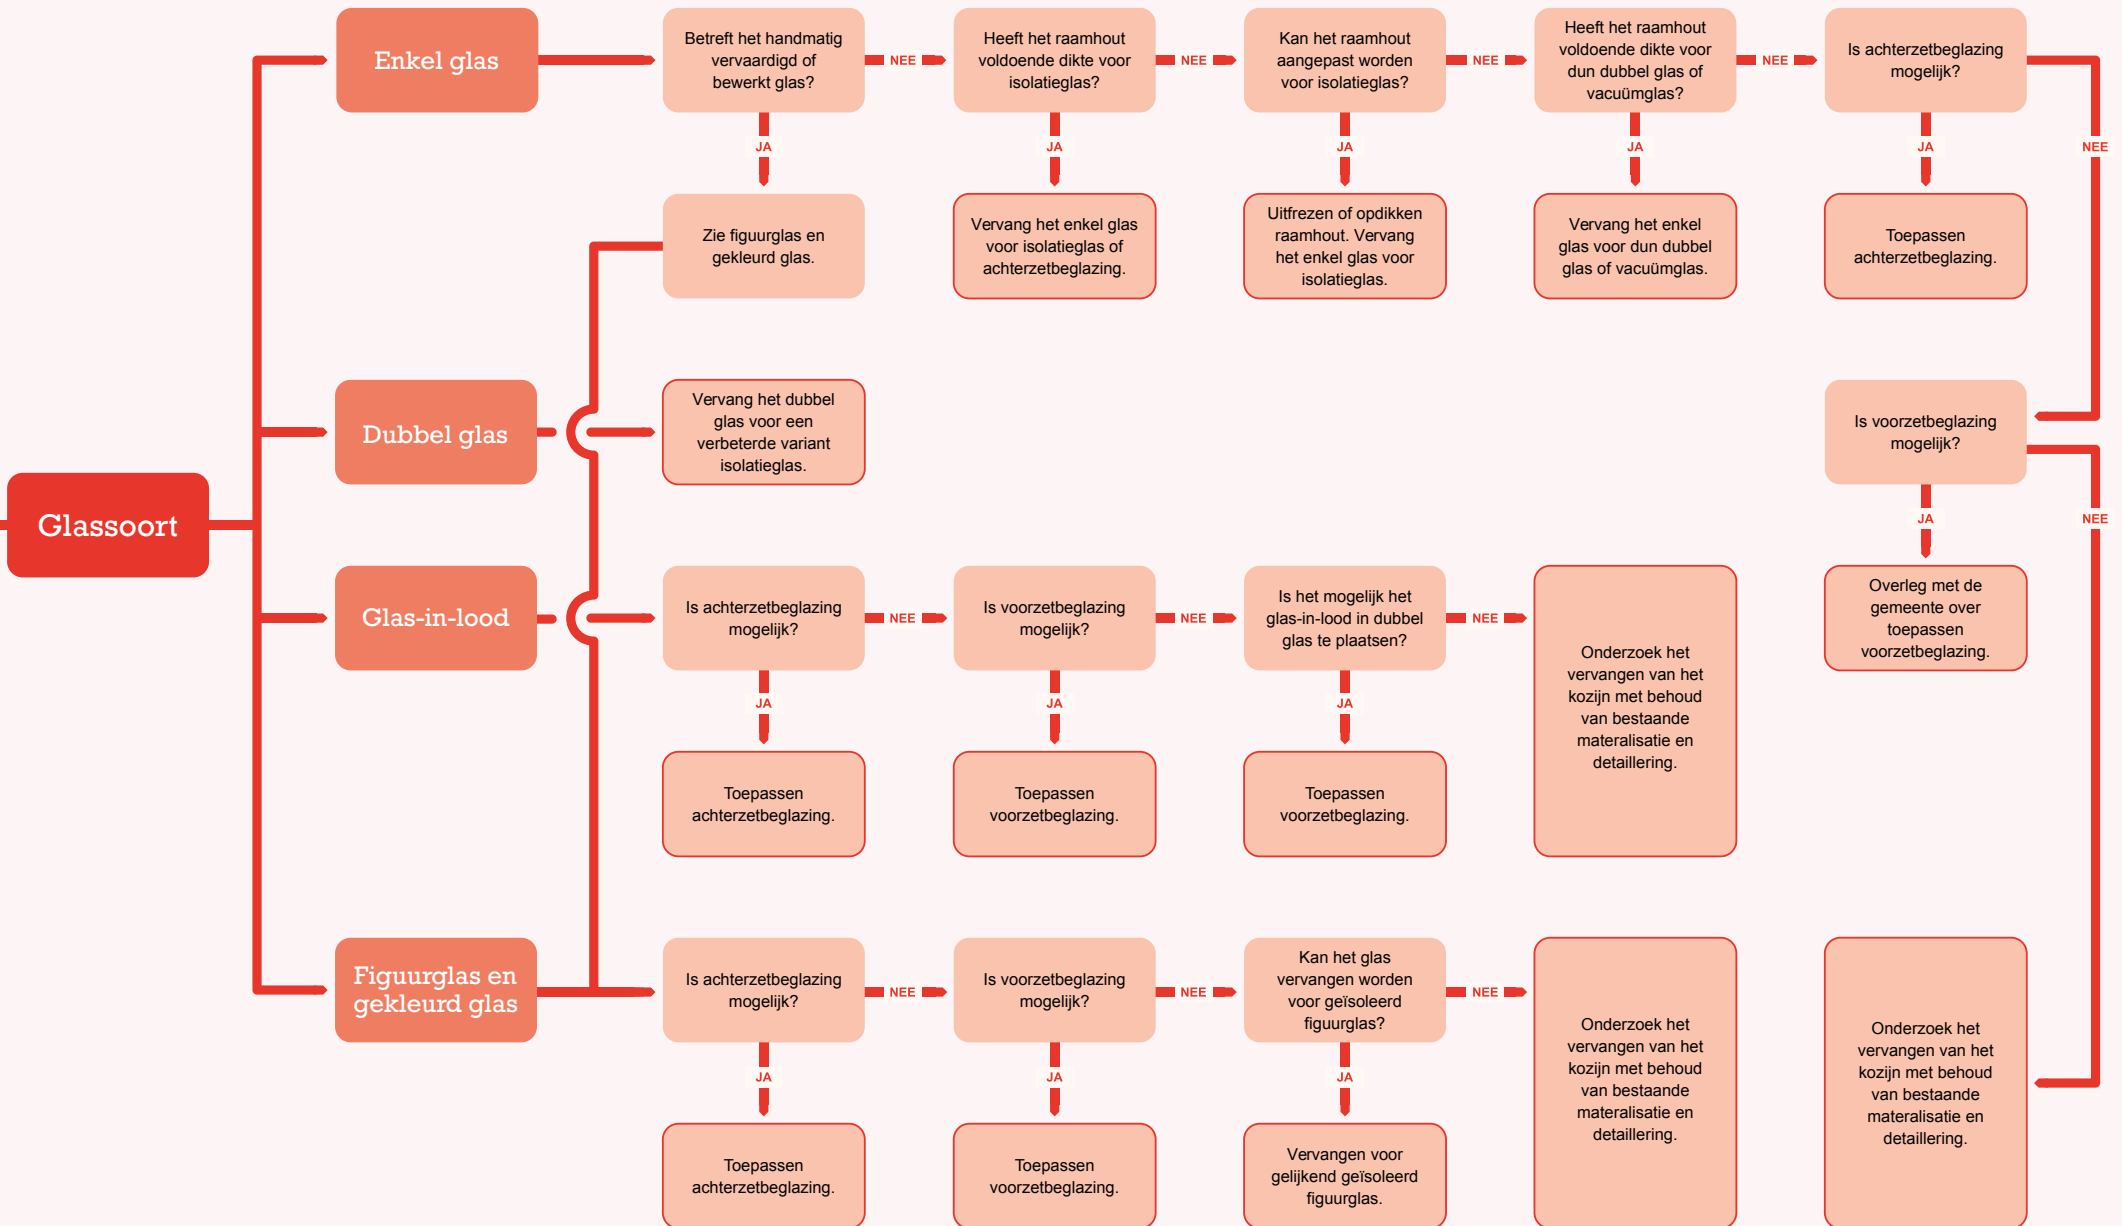 Glassoort
Enkel glas
Betreft het handmatig
vervaardigd of
bewerkt glas?
NEE
Heeft het raamhout
voldoende dikte voor
isolatieglas?
NEE
Kan het raamhout
aangepast worden
voor isolatieglas?
NEE
Heeft het raamhout
voldoende dikte voor
dun dubbel glas of
vacuümglas?
NEE
Is achterzetbeglazing
mogelijk?
JA
JA
JA
JA
JA
NEE
Zie figuurglas en
gekleurd glas.
Vervang het enkel glas
voor isolatieglas of
achterzetbeglazing.
Uitfrezen of opdikken
raamhout. Vervang
het enkel glas voor
isolatieglas.
Vervang het enkel
glas voor dun dubbel
glas of vacuümglas.
Toepassen
achterzetbeglazing.
Dubbel glas
Vervang het dubbel
glas voor een
verbeterde variant
isolatieglas.
Is voorzetbeglazing
mogelijk?
JA
NEE
Overleg met de
gemeente over
toepassen
voorzetbeglazing.
Glas-in-lood
Is achterzetbeglazing
mogelijk?
NEE
Is voorzetbeglazing
mogelijk?
NEE
Is het mogelijk het
glas-in-lood in dubbel
glas te plaatsen?
NEE
Onderzoek het
vervangen van het
kozijn met behoud
van bestaande
materalisatie en
detaillering.
JA
JA
JA
Toepassen
achterzetbeglazing.
Toepassen
voorzetbeglazing.
Toepassen
voorzetbeglazing.
Figuurglas en
gekleurd glas
Is achterzetbeglazing
mogelijk?
NEE
Is voorzetbeglazing
mogelijk?
NEE
Kan het glas
vervangen worden
voor geïsoleerd
figuurglas?
NEE
Onderzoek het
vervangen van het
kozijn met behoud
van bestaande
materalisatie en
detaillering.
Onderzoek het
vervangen van het
kozijn met behoud
van bestaande
materalisatie en
detaillering.
JA
JA
JA
Toepassen
achterzetbeglazing.
Toepassen
voorzetbeglazing.
Vervangen voor
gelijkend geïsoleerd
figuurglas.